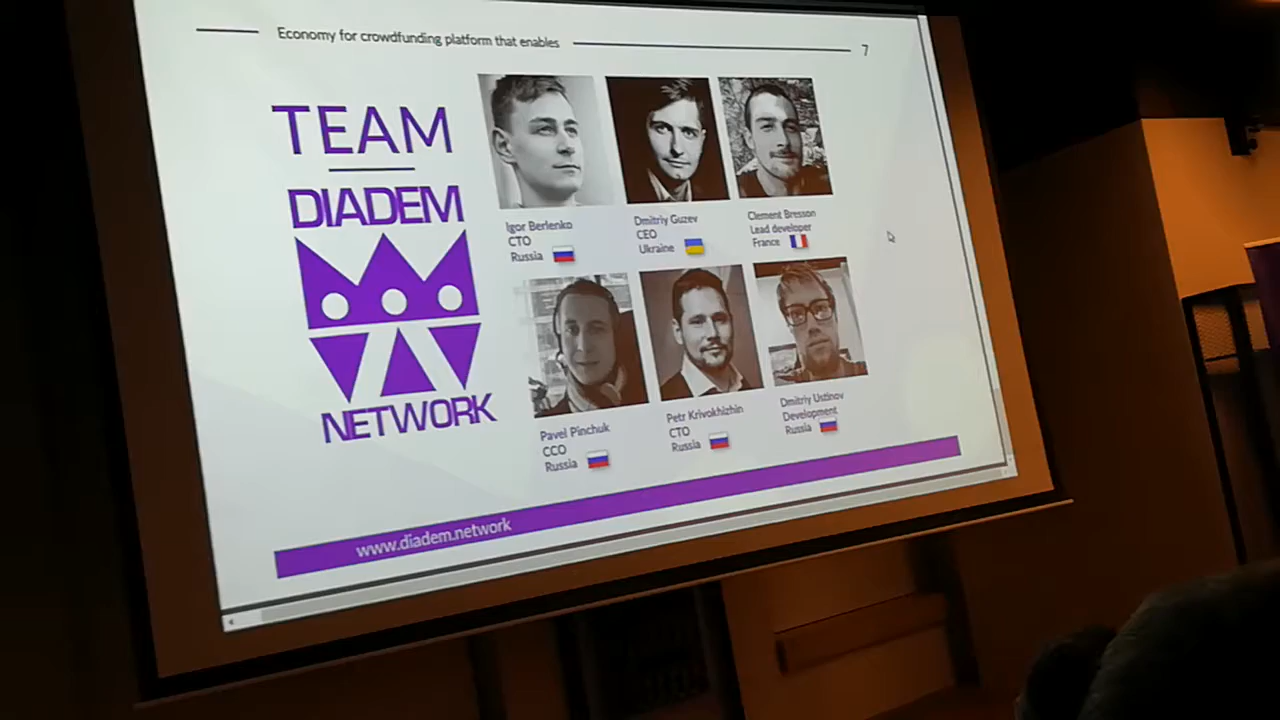 Economy for crowdfunding platform that enables
7
TEAM
DIADEM
NETWORK
Igor Berlenko
CTO
Russia
Dmitriy Guzev
CEO
Ukraine
Clement Bresson
Lead developer
France
Pavel Pinchuk
CCO
Russia
Petr Krivokhizhin
CTO
Russia
Dmitriy Ustinov
Development
Russia
www.diadem.network